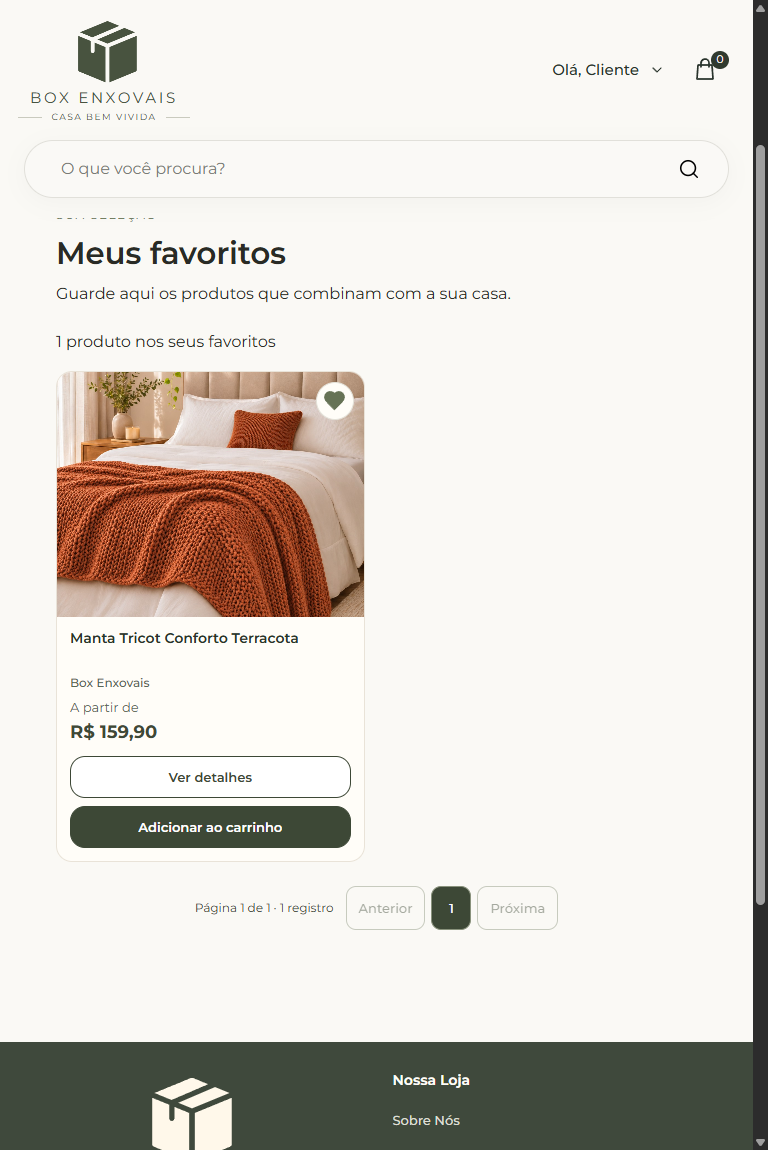 BOX ENXOVAIS
CASA BEM VIVIDA
Olá, Cliente
0
O que você procura?
Meus favoritos
Guarde aqui os produtos que combinam com a sua casa.
1 produto nos seus favoritos
Manta Tricot Conforto Terracota
Box Enxovais
A partir de
R$ 159,90
Ver detalhes
Adicionar ao carrinho
Página 1 de 1 · 1 registro
Anterior
1
Próxima
Nossa Loja
Sobre Nós